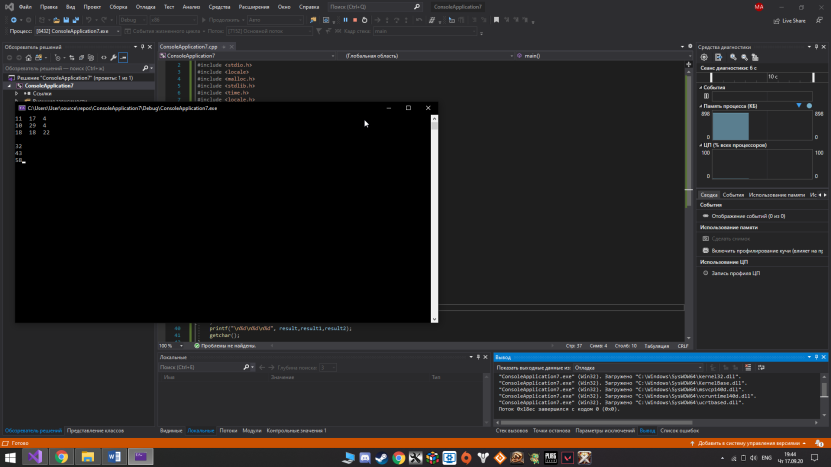 Файл Правка Вид Проект Сборка Отладка Тест Анализ Средства Расширения Окно Справка Поиск (Ctrl+Q) ConsoleApplication7 MA
Debug x86 Продолжить Авто Live Share
Процесс: [8432] ConsoleApplication7.exe События жизненного цикла Поток: Кадр стека: main
Обозреватель решений
Обозреватель решений — поиск (Ctrl+ж)
Решение "ConsoleApplication7" (проекты: 1 из 1)
ConsoleApplication7
Ссылки
ConsoleApplication7.cpp
ConsoleApplication7 (Глобальная область) main()
2 #include <stdio.h>
3 #include <locale>
4 #include <malloc.h>
5 #include <stdlib.h>
6 #include <time.h>
C:\Users\User\source\repos\ConsoleApplication7\Debug\ConsoleApplication7.exe
11 17 4
10 29 4
18 18 22
32
43
58
40 printf("\n%d\n%d\n%d", result,result1,result2);
41 getchar();
100 % Проблемы не найдены. Стр: 37 Симв: 4 Столб: 10 Табуляция CRLF
Средства диагностики
Сеанс диагностики: 6 с
10 с
События
Память процесса (КБ)
898 898
0 0
ЦП (% всех процессоров)
100 100
0 0
Сводка События Использование памяти
События
Отображение событий (0 из 0)
Использование памяти
Сделать снимок
Включить профилирование кучи (влияет на
Использование ЦП
Запись профиля ЦП
Локальные
Поиск (Ctrl+E) Глубина поиска: 3
Имя Значение Тип
Вывод
Показать выходные данные из: Отладка
"ConsoleApplication7.exe" (Win32). Загружено "C:\Windows\SysWOW64\kernel32.dll".
"ConsoleApplication7.exe" (Win32). Загружено "C:\Windows\SysWOW64\KernelBase.dll".
"ConsoleApplication7.exe" (Win32). Загружено "C:\Windows\SysWOW64\msvcp140d.dll".
"ConsoleApplication7.exe" (Win32). Загружено "C:\Windows\SysWOW64\vcruntime140d.dll".
"ConsoleApplication7.exe" (Win32). Загружено "C:\Windows\SysWOW64\ucrtbased.dll".
Поток 0x18ec завершился с кодом 0 (0x0).
Обозреватель решений Представление классов Видимые Локальные Потоки Модули Контрольные значения 1 Стек вызовов Точки останова Параметры исключений Вывод Список ошибок
Готово Добавить в систему управления версиями
ENG 19:44
Чт 17.09.20